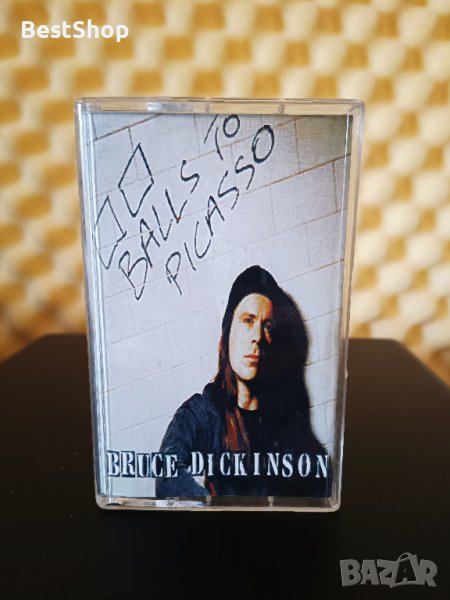 BestShop
BALLS TO
PICASSO
BRUCE DICKINSON
BAZAR